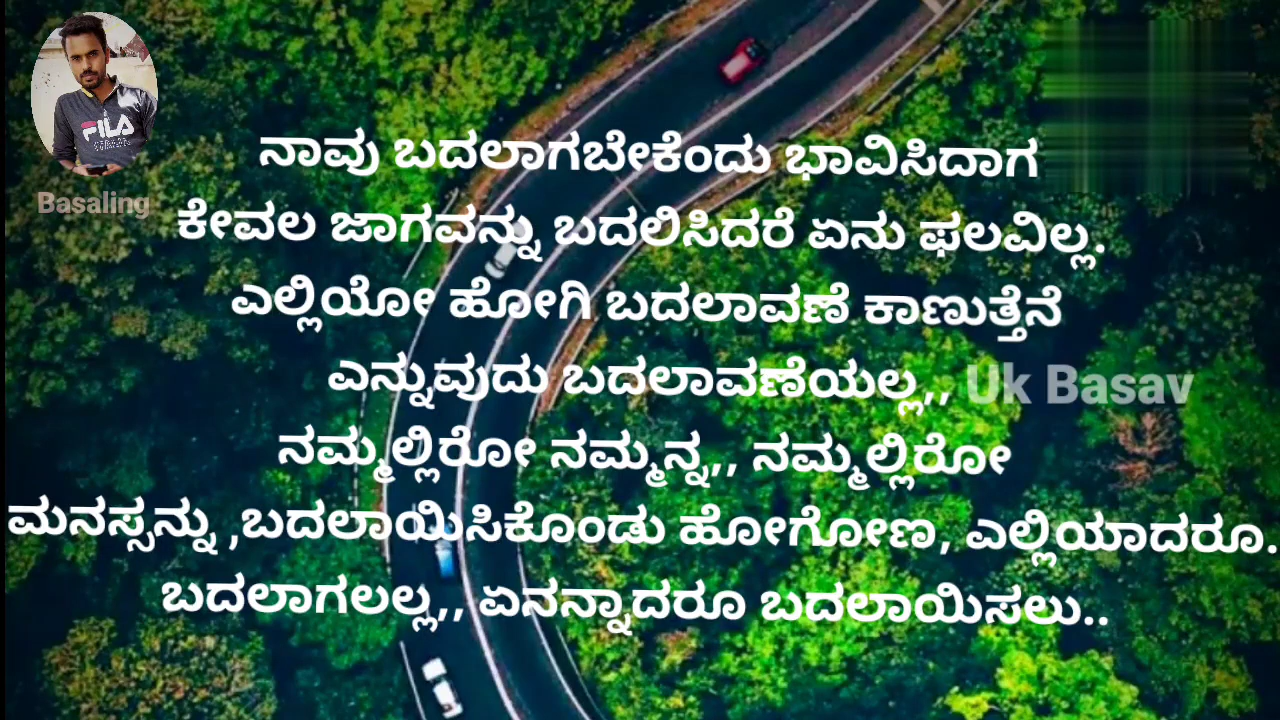 FILA
Basaling
ನಾವು ಬದಲಾಗಬೇಕೆಂದು ಭಾವಿಸಿದಾಗ
ಕೇವಲ ಜಾಗವನ್ನು ಬದಲಿಸಿದರೆ ಏನು ಫಲವಿಲ್ಲ.
ಎಲ್ಲಿಯೋ ಹೋಗಿ ಬದಲಾವಣೆ ಕಾಣುತ್ತೆನೆ
ಎನ್ನುವುದು ಬದಲಾವಣೆಯಲ್ಲ,, Uk Basav
ನಮ್ಮಲ್ಲಿರೋ ನಮ್ಮನ್ನ,, ನಮ್ಮಲ್ಲಿರೋ
ಮನಸ್ಸನ್ನು ,ಬದಲಾಯಿಸಿಕೊಂಡು ಹೋಗೋಣ, ಎಲ್ಲಿಯಾದರೂ.
ಬದಲಾಗಲಲ್ಲ,, ಏನನ್ನಾದರೂ ಬದಲಾಯಿಸಲು..